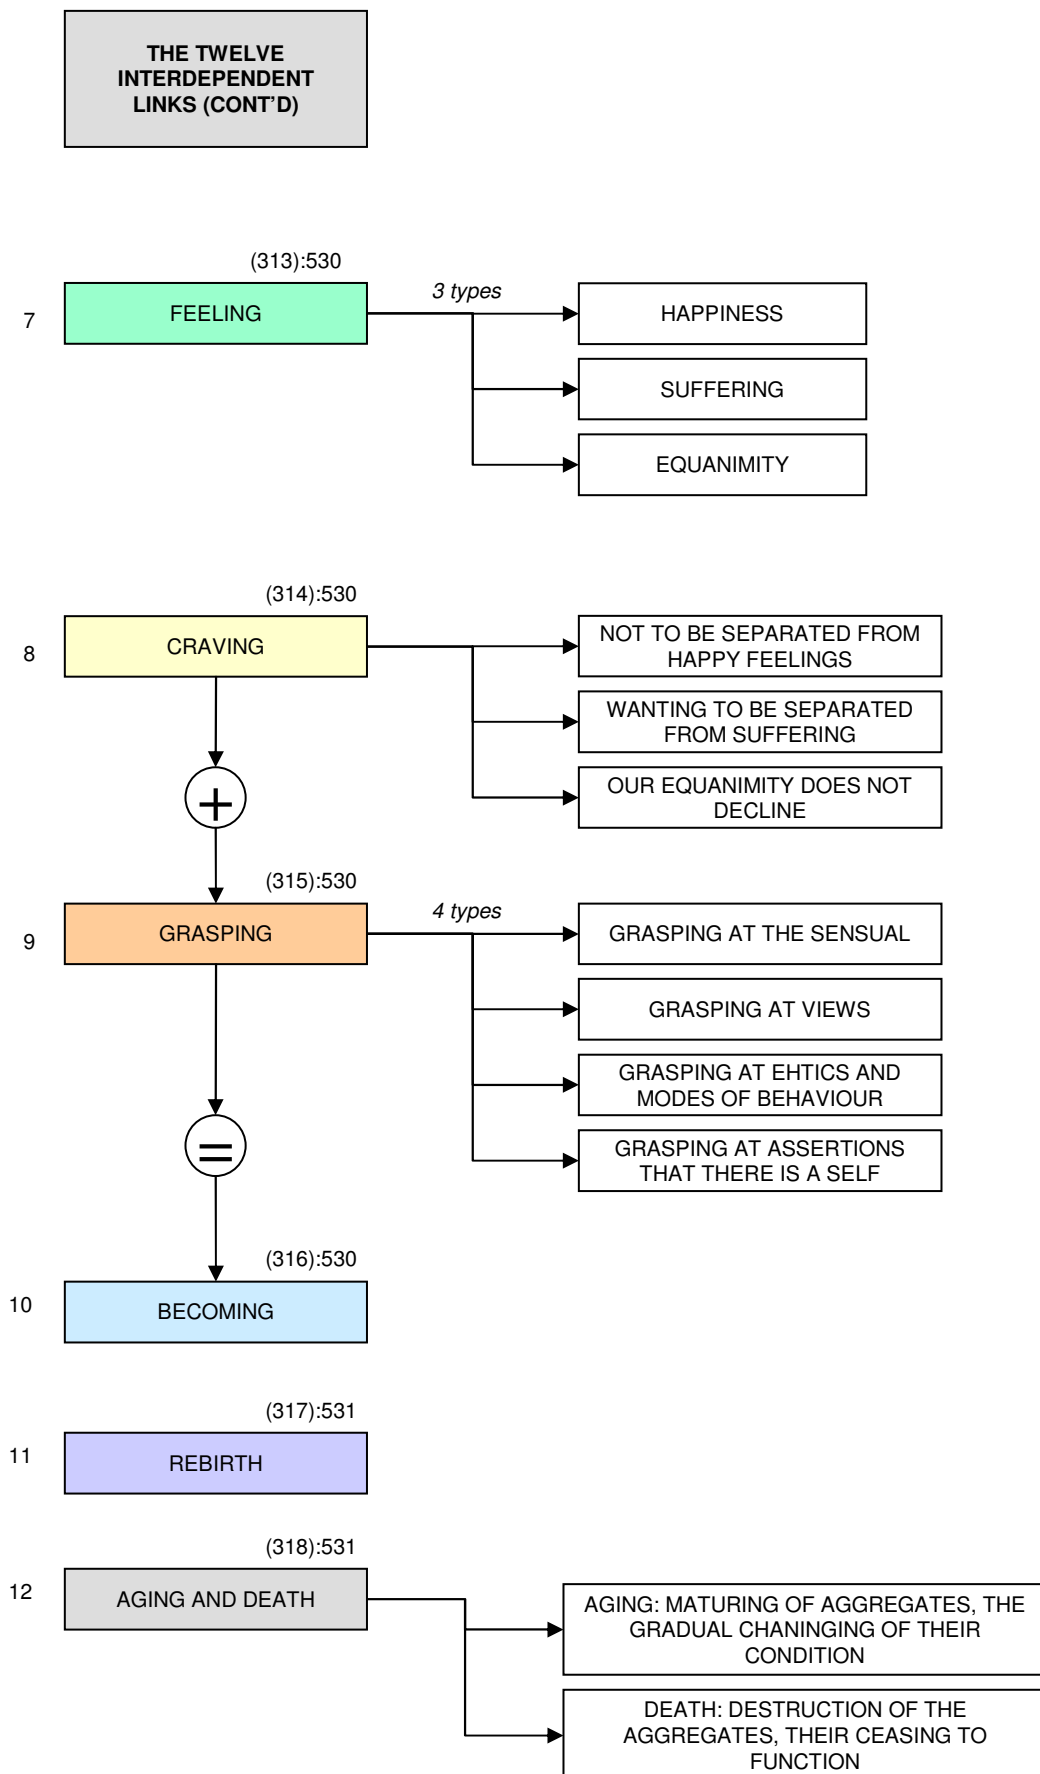 THE TWELVE
INTERDEPENDENT
LINKS (CONT'D)
(313):530
7
FEELING
3 types
HAPPINESS
SUFFERING
EQUANIMITY
(314):530
8
CRAVING
NOT TO BE SEPARATED FROM
HAPPY FEELINGS
WANTING TO BE SEPARATED
FROM SUFFERING
OUR EQUANIMITY DOES NOT
DECLINE
+
(315):530
9
GRASPING
4 types
GRASPING AT THE SENSUAL
GRASPING AT VIEWS
GRASPING AT EHTICS AND
MODES OF BEHAVIOUR
GRASPING AT ASSERTIONS
THAT THERE IS A SELF
=
(316):530
10
BECOMING
(317):531
11
REBIRTH
(318):531
12
AGING AND DEATH
AGING: MATURING OF AGGREGATES, THE
GRADUAL CHANINGING OF THEIR
CONDITION
DEATH: DESTRUCTION OF THE
AGGREGATES, THEIR CEASING TO
FUNCTION